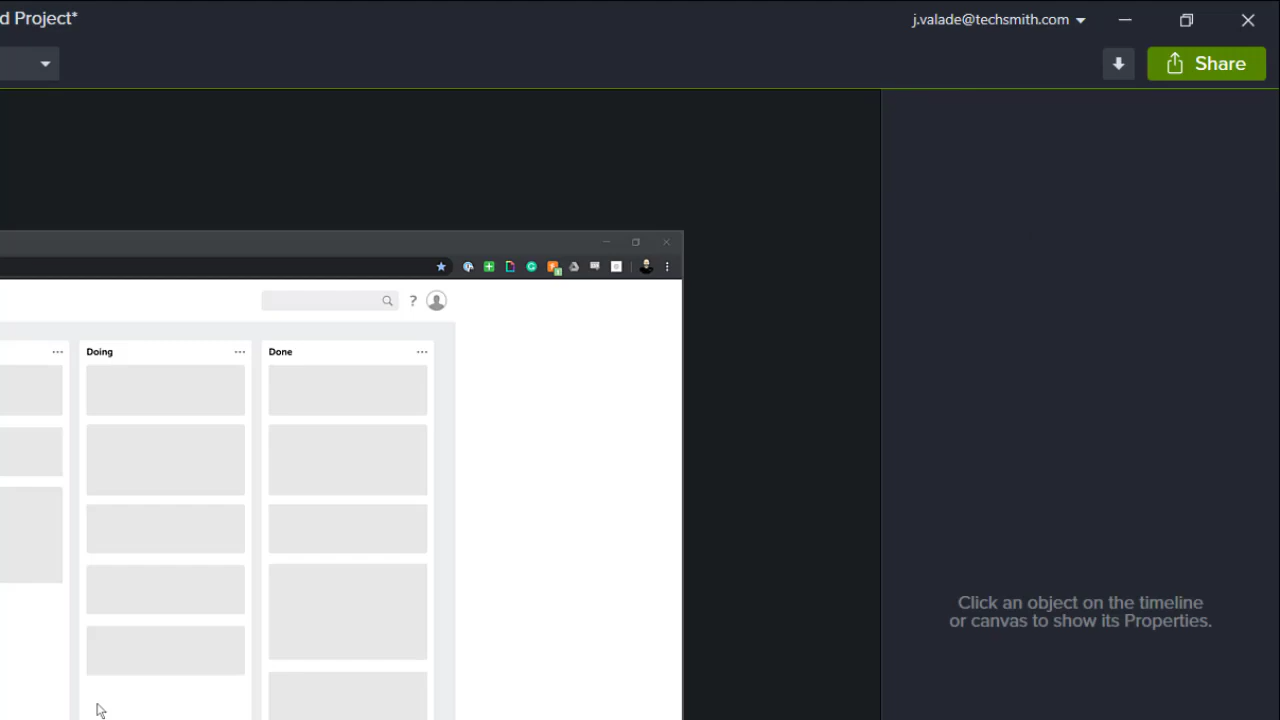 d Project*
j.valade@techsmith.com
Share
?
Doing
Done
Click an object on the timeline
or canvas to show its Properties.